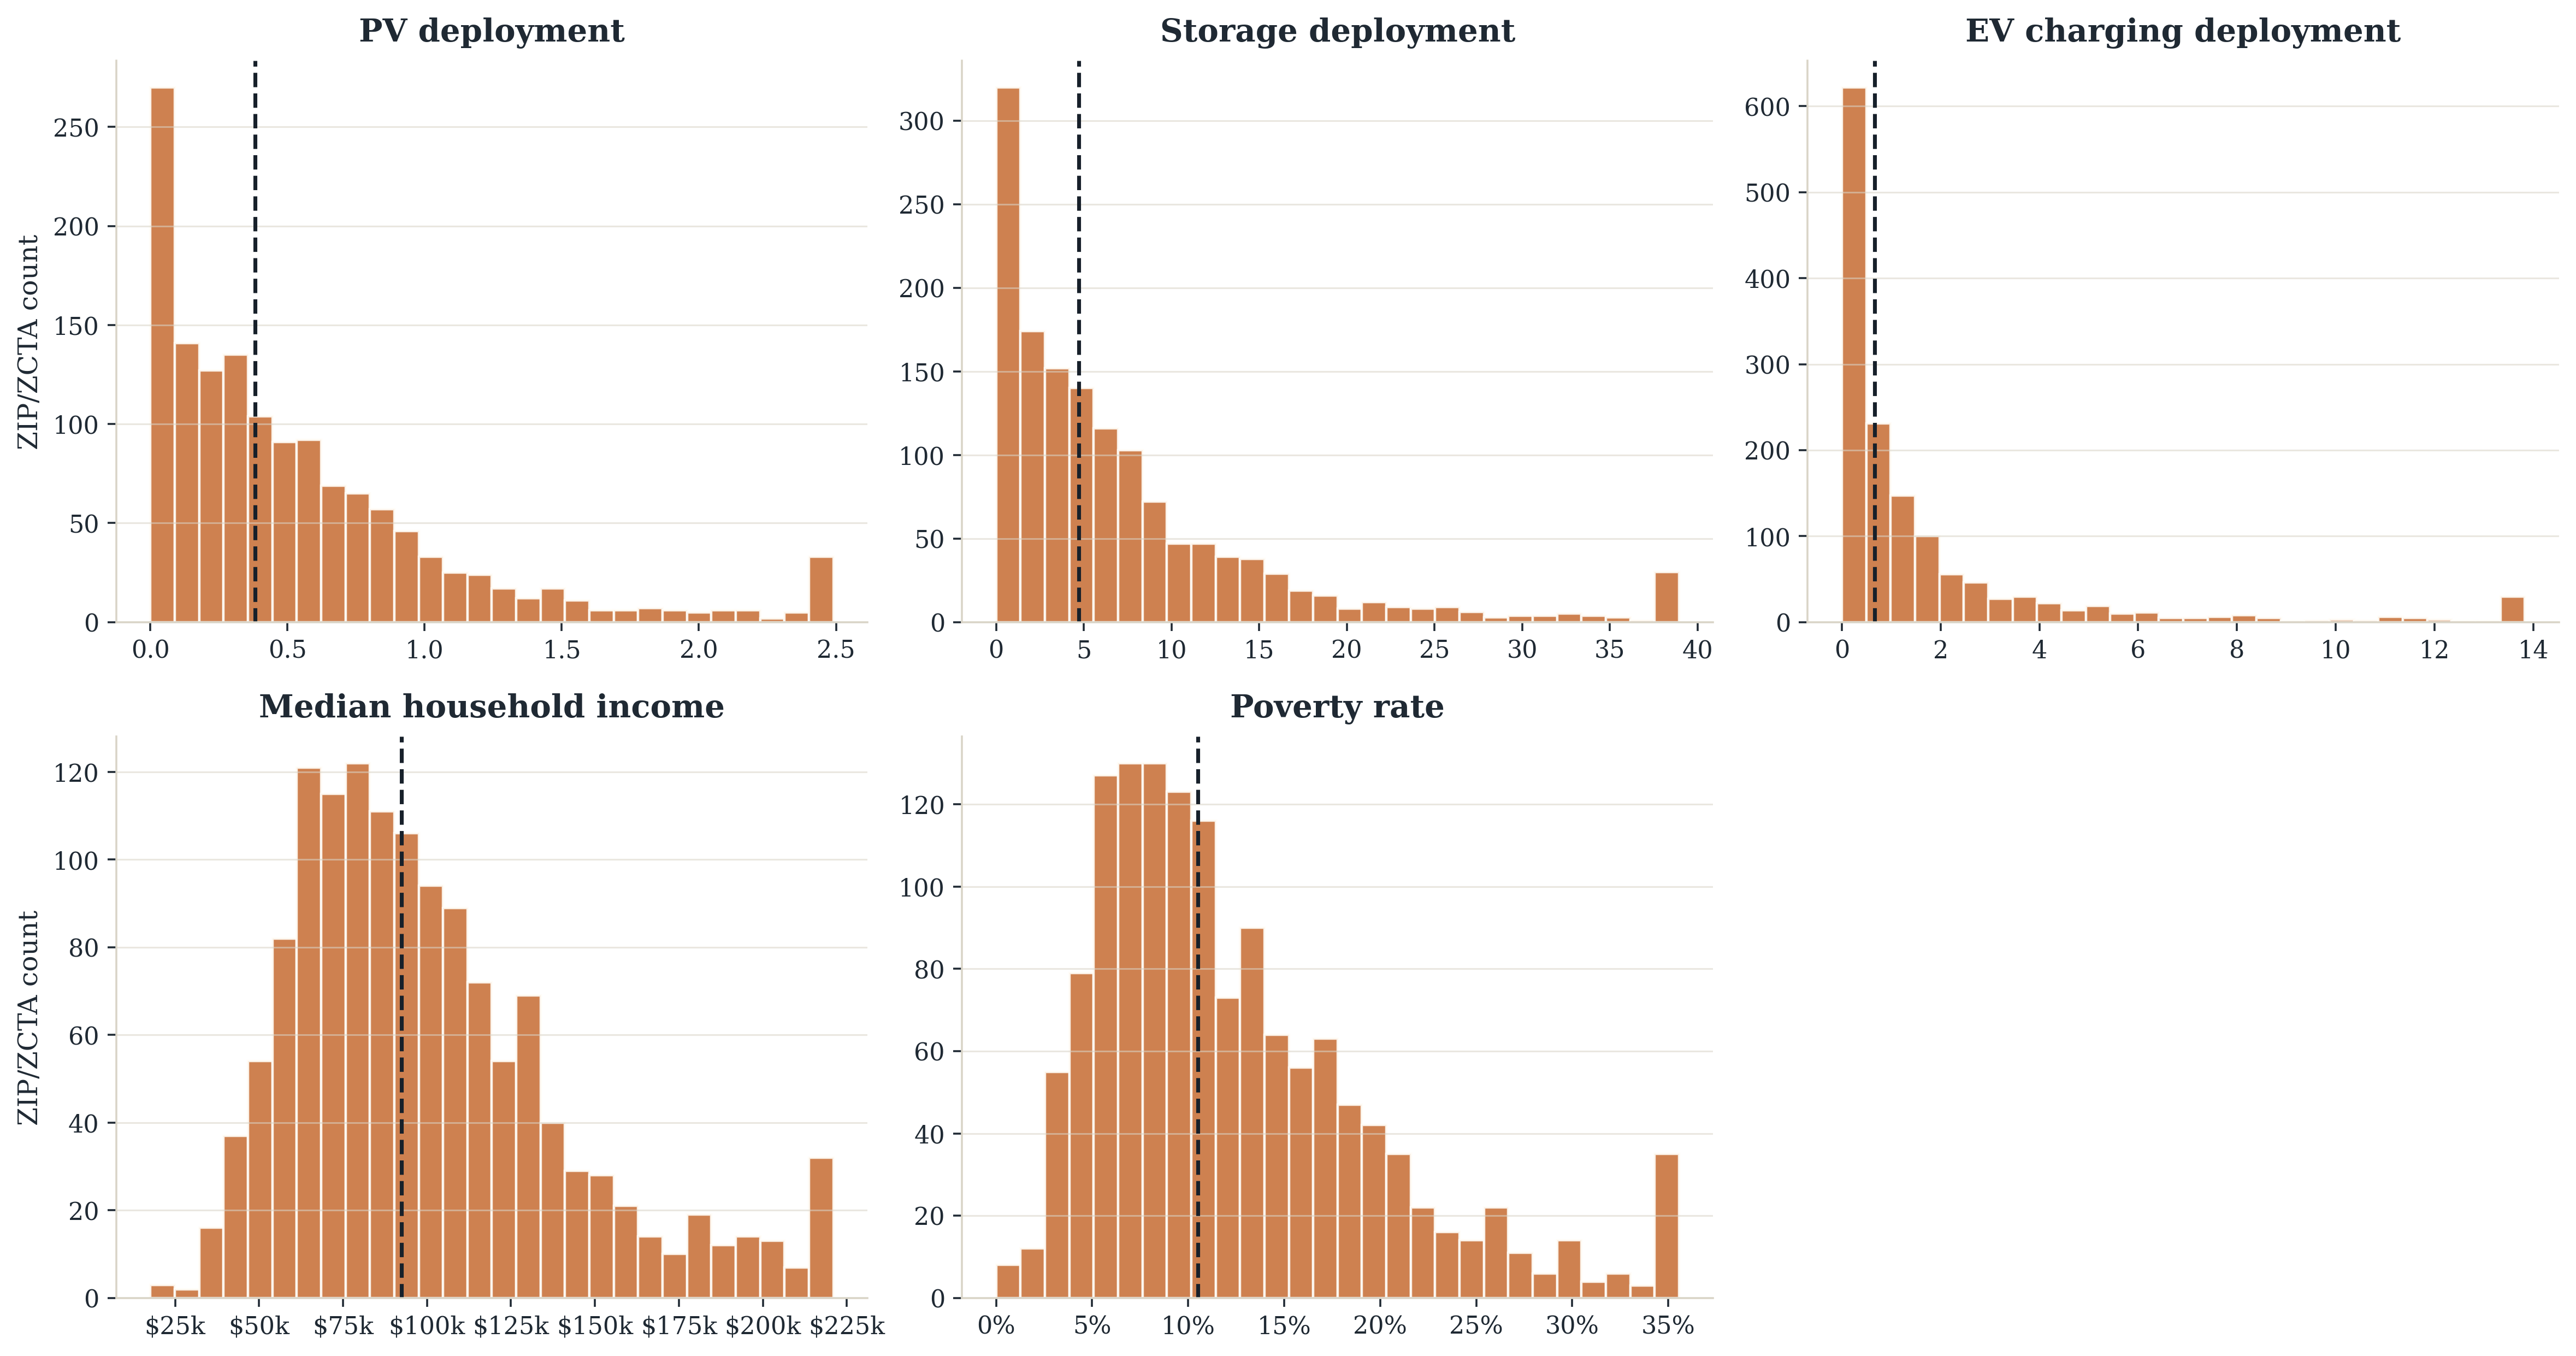 PV deployment
ZIP/ZCTA count
250
200
150
100
50
0
0.0 0.5 1.0 1.5 2.0 2.5
Storage deployment
300
250
200
150
100
50
0
0 5 10 15 20 25 30 35 40
EV charging deployment
600
500
400
300
200
100
0
0 2 4 6 8 10 12 14
Median household income
ZIP/ZCTA count
120
100
80
60
40
20
0
$25k $50k $75k $100k $125k $150k $175k $200k $225k
Poverty rate
120
100
80
60
40
20
0
0% 5% 10% 15% 20% 25% 30% 35%